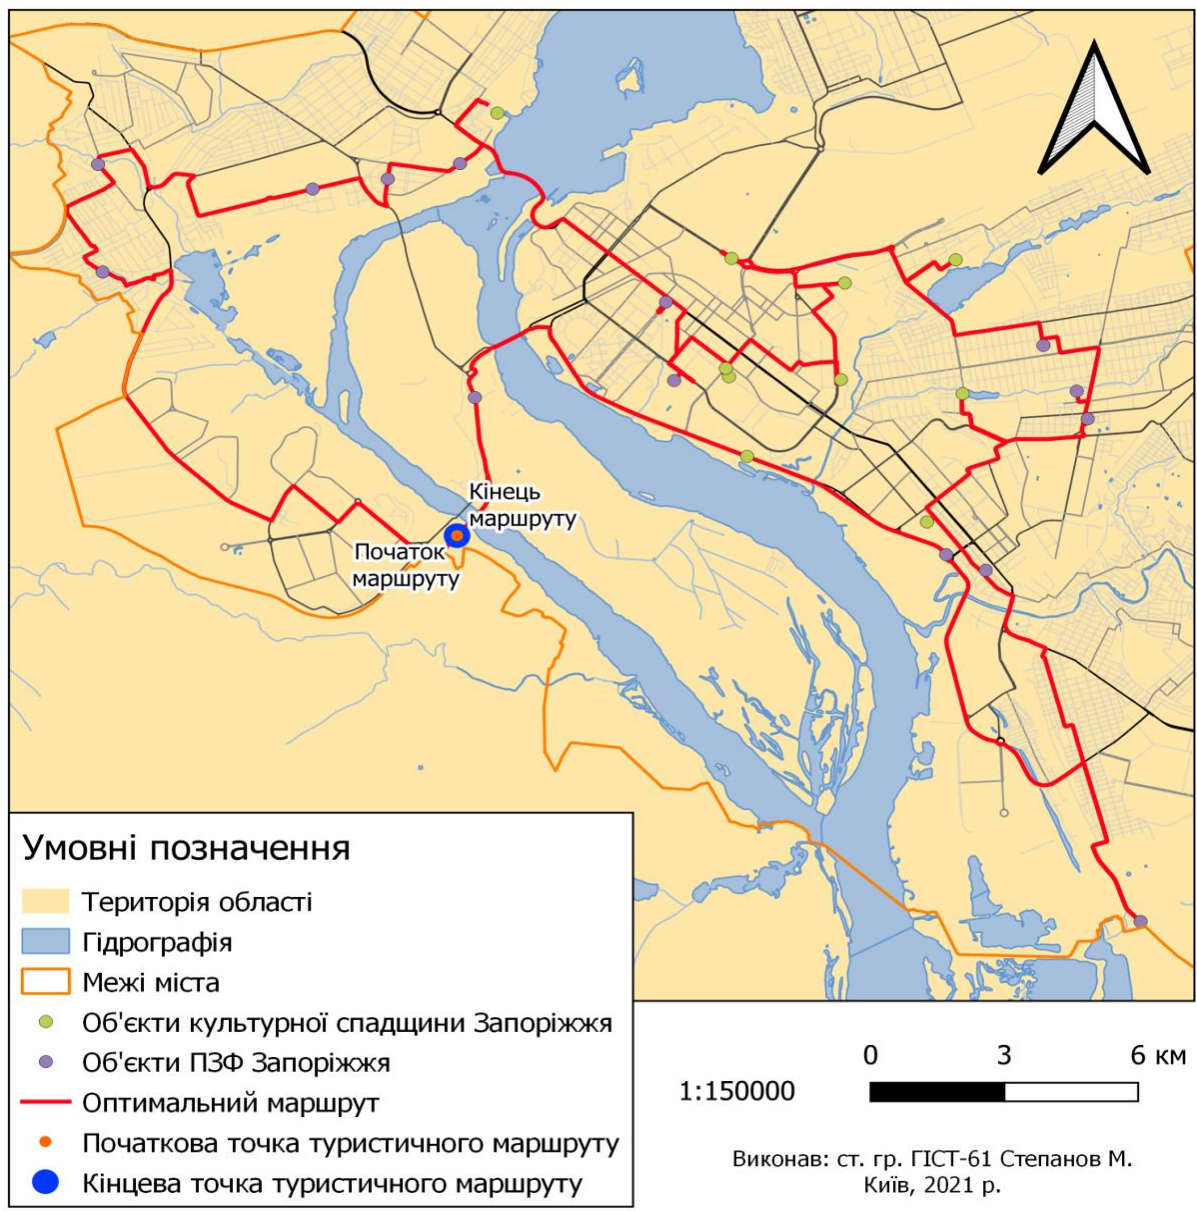 Кінець
маршруту
Початок
маршруту
Умовні позначення
Територія області
Гідрографія
Межі міста
Об'єкти культурної спадщини Запоріжжя
Об'єкти ПЗФ Запоріжжя
Оптимальний маршрут
Початкова точка туристичного маршруту
Кінцева точка туристичного маршруту
0 3 6 км
1:150000
Виконав: ст. гр. ГІСТ-61 Степанов М.
Київ, 2021 р.